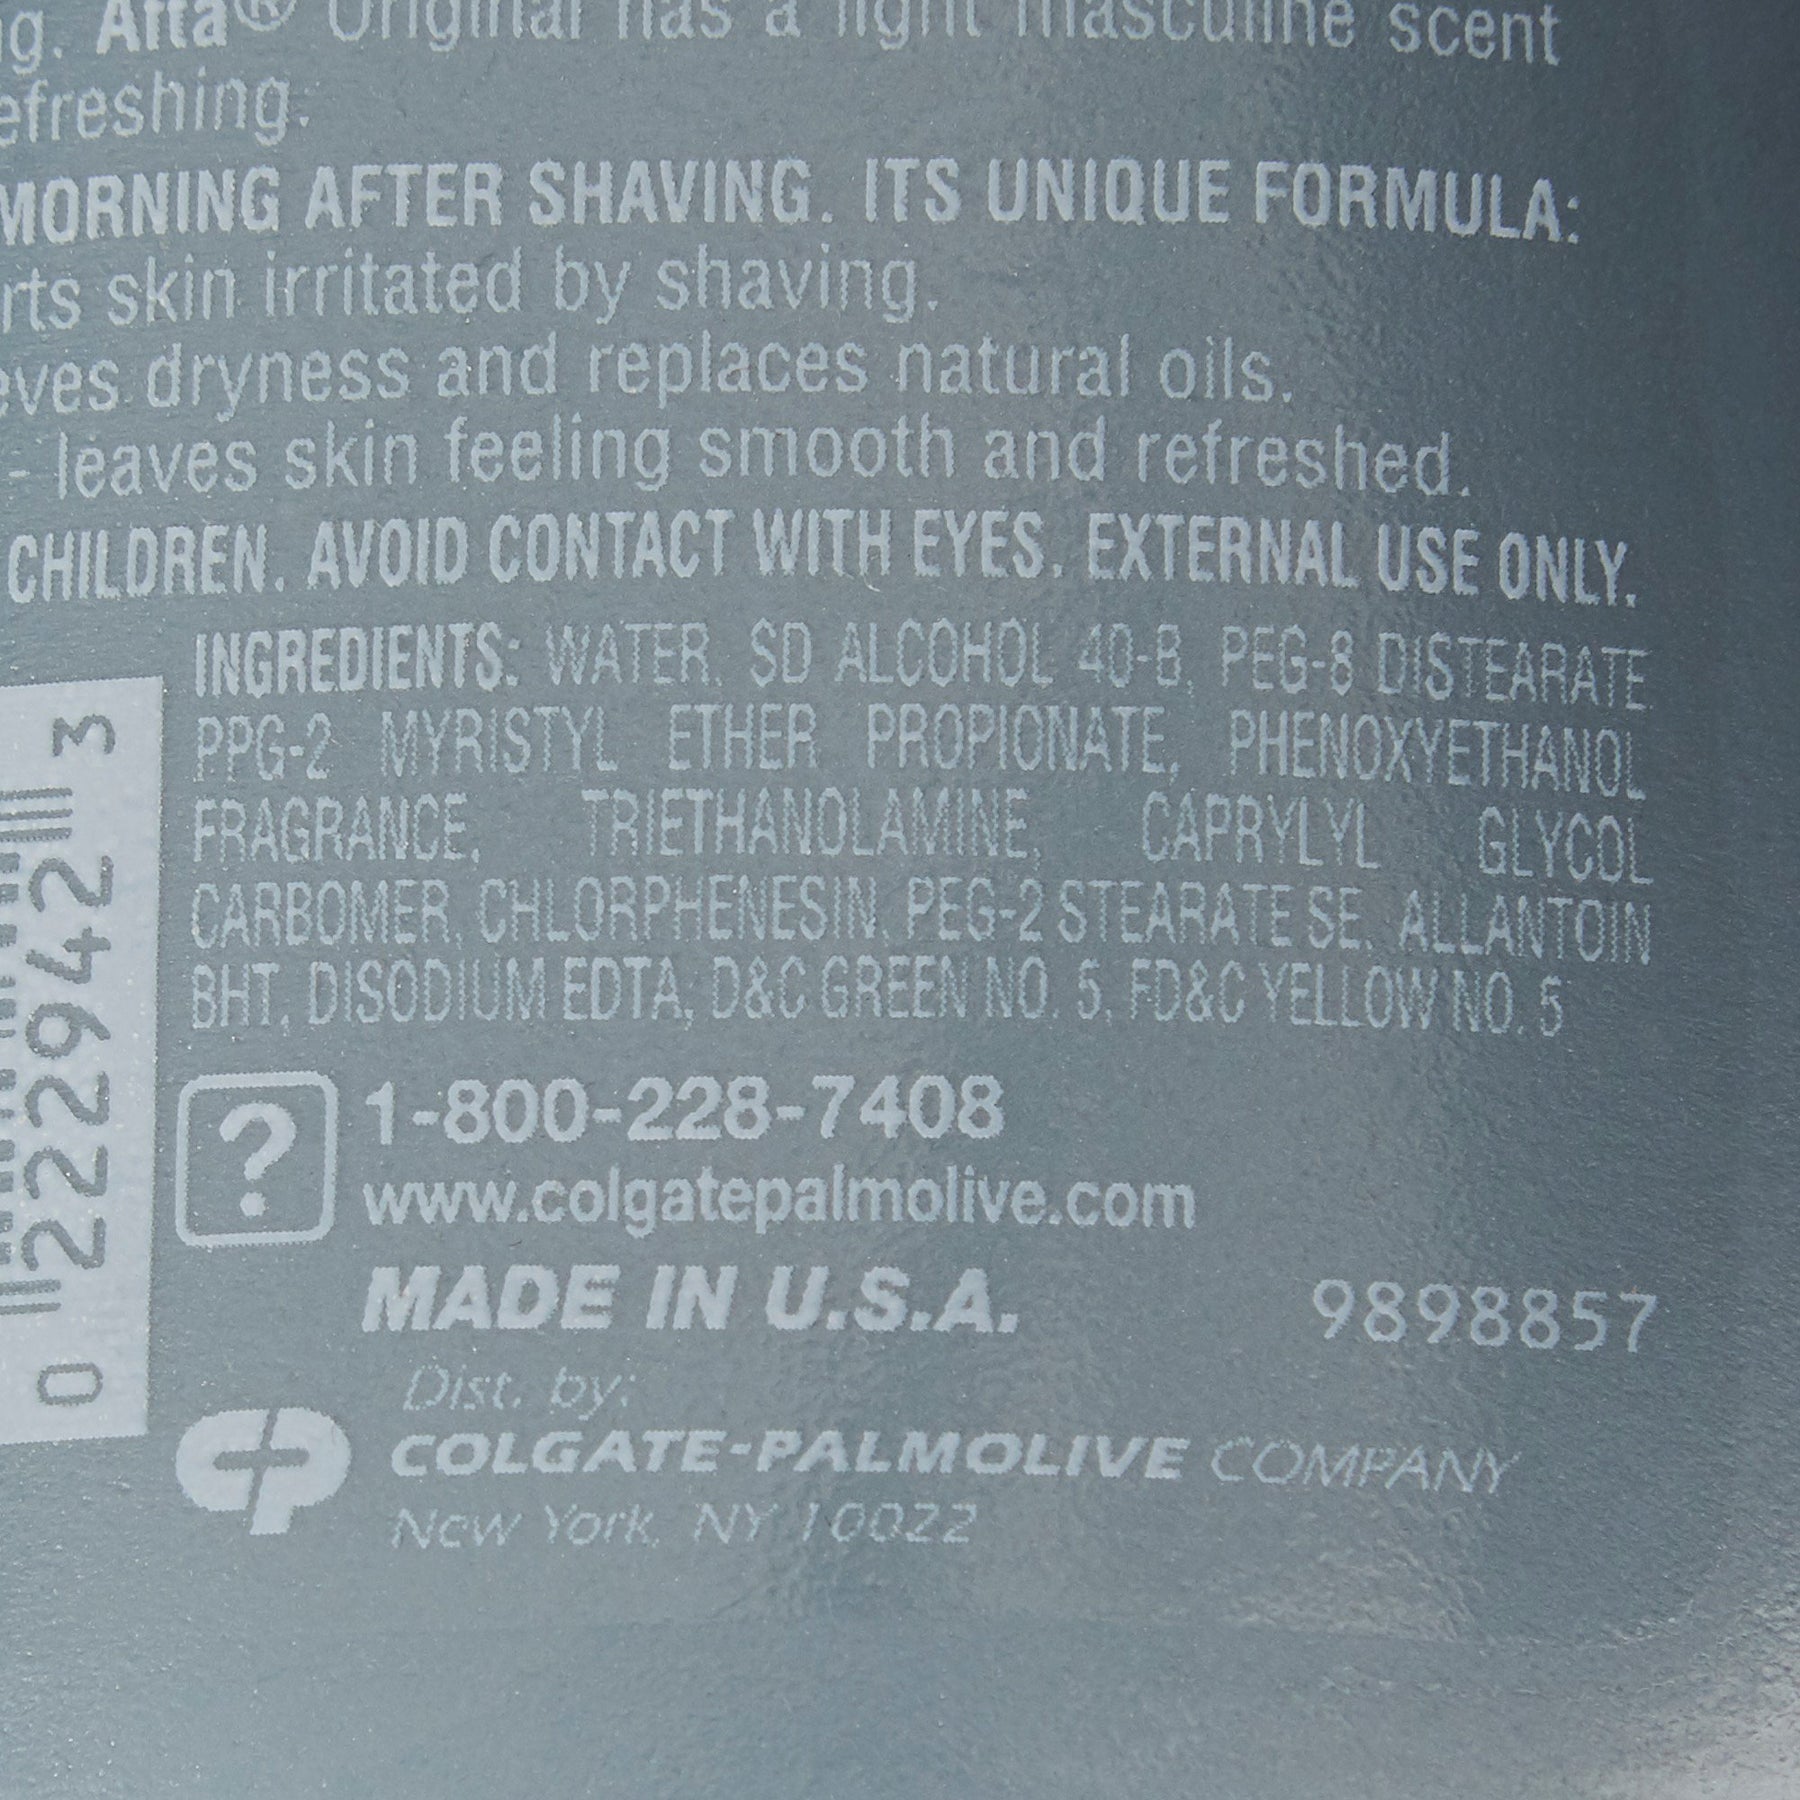 g. Afta® Original has a light masculine scent
efreshing.
MORNING AFTER SHAVING. ITS UNIQUE FORMULA:
rts skin irritated by shaving.
eves dryness and replaces natural oils.
- leaves skin feeling smooth and refreshed.
CHILDREN. AVOID CONTACT WITH EYES. EXTERNAL USE ONLY.
INGREDIENTS: WATER, SD ALCOHOL 40-B, PEG-8 DISTEARATE
PPG-2 MYRISTYL ETHER PROPIONATE, PHENOXYETHANOL
FRAGRANCE, TRIETHANOLAMINE, CAPRYLYL GLYCOL
CARBOMER, CHLORPHENESIN, PEG-2 STEARATE SE, ALLANTOIN
BHT, DISODIUM EDTA, D&C GREEN NO. 5, FD&C YELLOW NO. 5
0 22294 2 3
?
1-800-228-7408
www.colgatepalmolive.com
MADE IN U.S.A.
9898857
Dist. by:
CP
COLGATE-PALMOLIVE COMPANY
New York, NY 10022